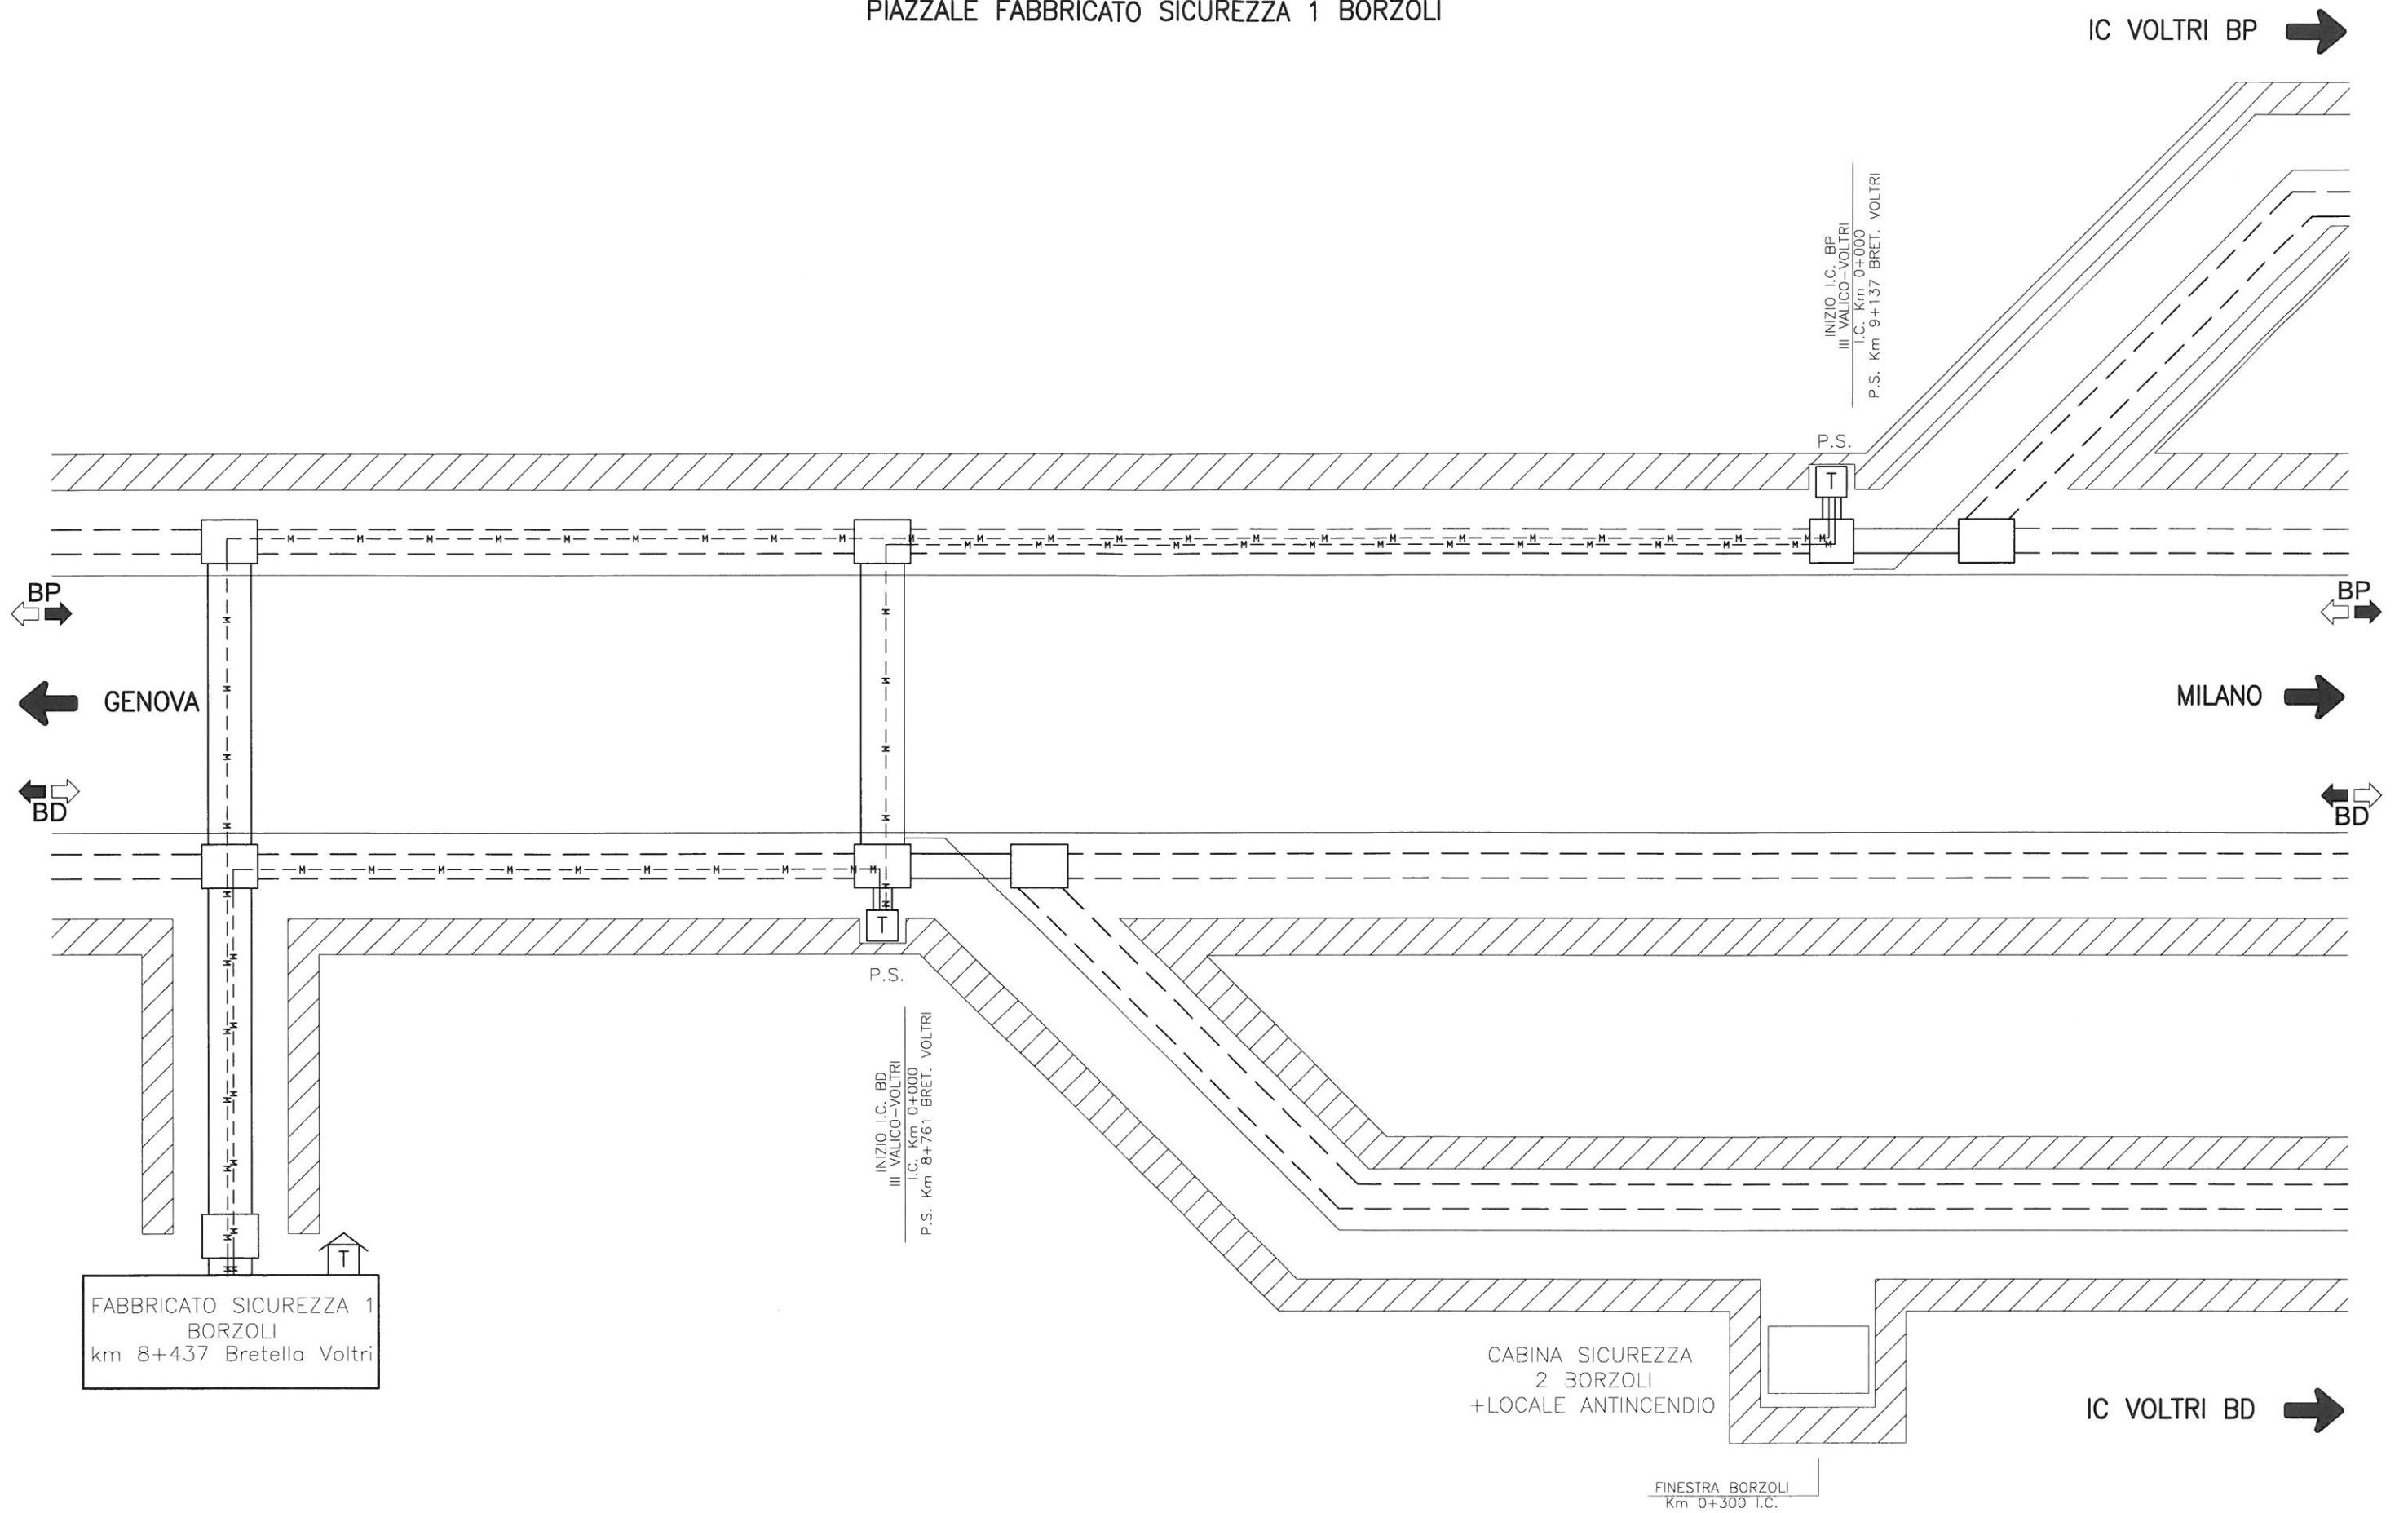 PIAZZALE FABBRICATO SICUREZZA 1 BORZOLI
IC VOLTRI BP
INIZIO I.C. BP
III VALICO-VOLTRI
I.C. Km 0+000
P.S. Km 9+137 BRET. VOLTRI
P.S.
T
M M M M M M M M M M M M M M M M M M
M M M M M M M M M M M M M M
BP
BP
GENOVA
MILANO
BD
BD
M M M M M M M M M M
T
P.S.
INIZIO I.C. BD
III VALICO-VOLTRI
I.C. Km 0+000
P.S. Km 8+761 BRET. VOLTRI
T
FABBRICATO SICUREZZA 1
BORZOLI
km 8+437 Bretella Voltri
CABINA SICUREZZA
2 BORZOLI
+LOCALE ANTINCENDIO
IC VOLTRI BD
FINESTRA BORZOLI
Km 0+300 I.C.